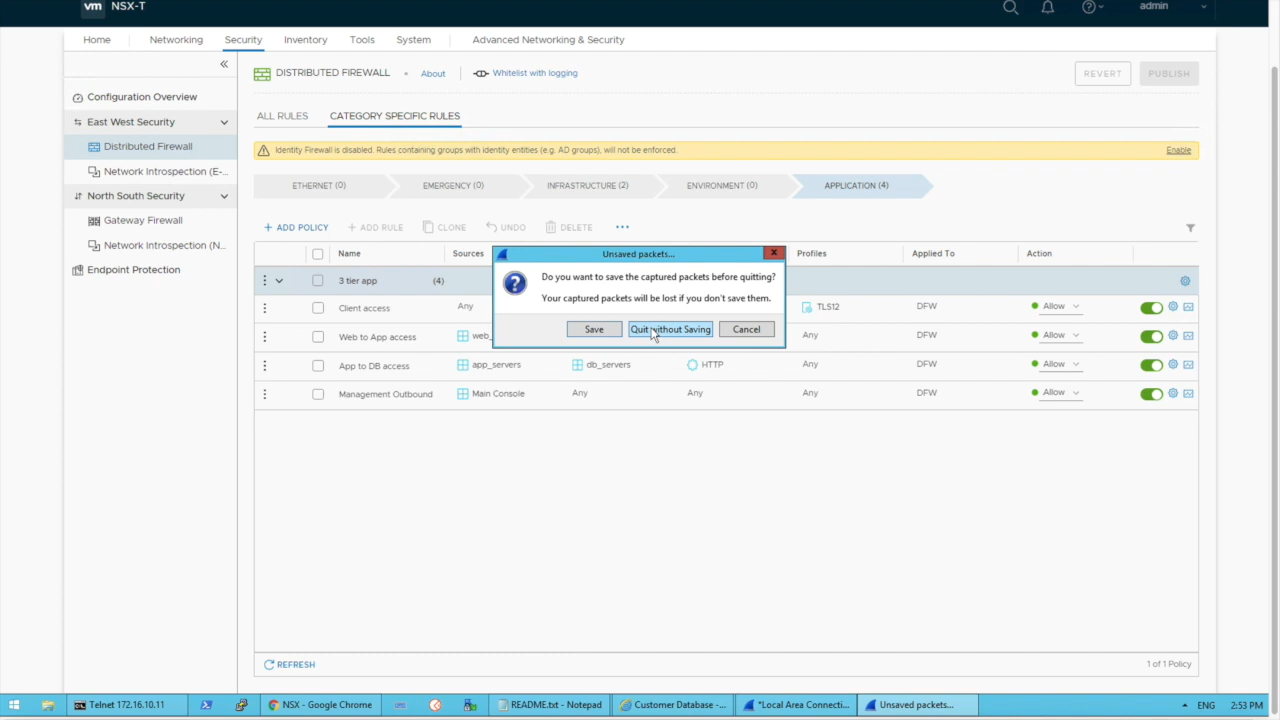 vm NSX-T admin
Home Networking Security Inventory Tools System Advanced Networking & Security
«
DISTRIBUTED FIREWALL • About Whitelist with logging REVERT PUBLISH
Configuration Overview
East West Security
Distributed Firewall
Network Introspection (E-...
North South Security
Gateway Firewall
Network Introspection (N...
Endpoint Protection
ALL RULES CATEGORY SPECIFIC RULES
Identity Firewall is disabled. Rules containing groups with identity entities (e.g. AD groups), will not be enforced. Enable
ETHERNET (0) EMERGENCY (0) INFRASTRUCTURE (2) ENVIRONMENT (0) APPLICATION (4)
+ ADD POLICY + ADD RULE CLONE UNDO DELETE ...
Name Sources Profiles Applied To Action
3 tier app (4)
Client access Any TLS12 DFW Allow
Web to App access web_ Any DFW Allow
App to DB access app_servers db_servers HTTP Any DFW Allow
Management Outbound Main Console Any Any Any DFW Allow
Unsaved packets...
Do you want to save the captured packets before quitting?
Your captured packets will be lost if you don't save them.
Save Quit without Saving Cancel
REFRESH 1 of 1 Policy
Telnet 172.16.10.11 NSX - Google Chrome README.txt - Notepad Customer Database -... *Local Area Connecti... Unsaved packets... ENG 2:53 PM